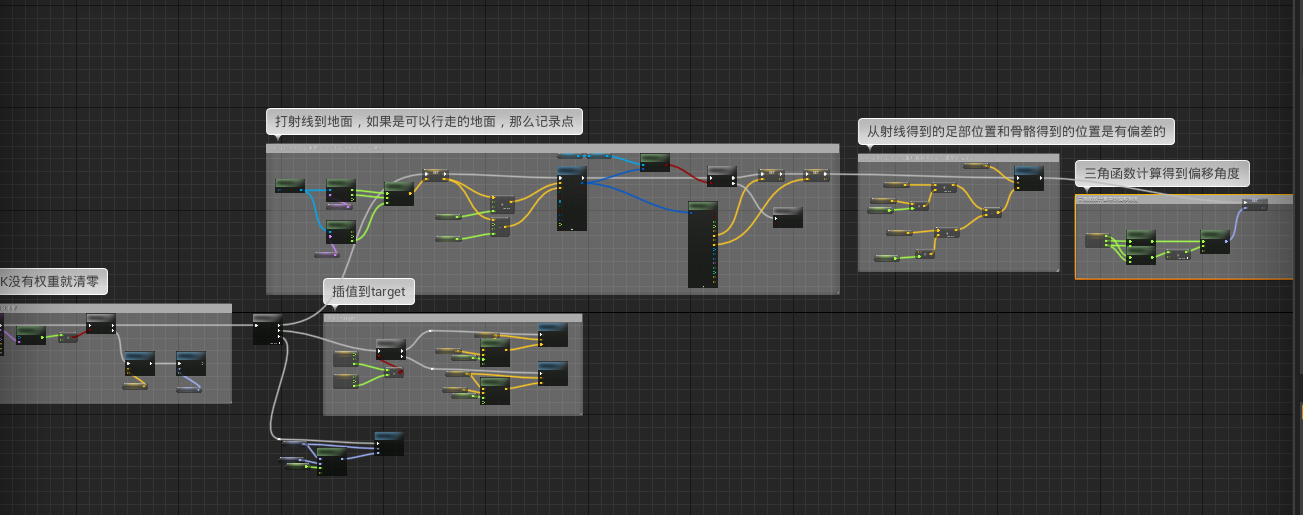 打射线到地面，如果是可以行走的地面，那么记录点
从射线得到的足部位置和骨骼得到的位置是有偏差的
三角函数计算得到偏移角度
K没有权重就清零
插值到target